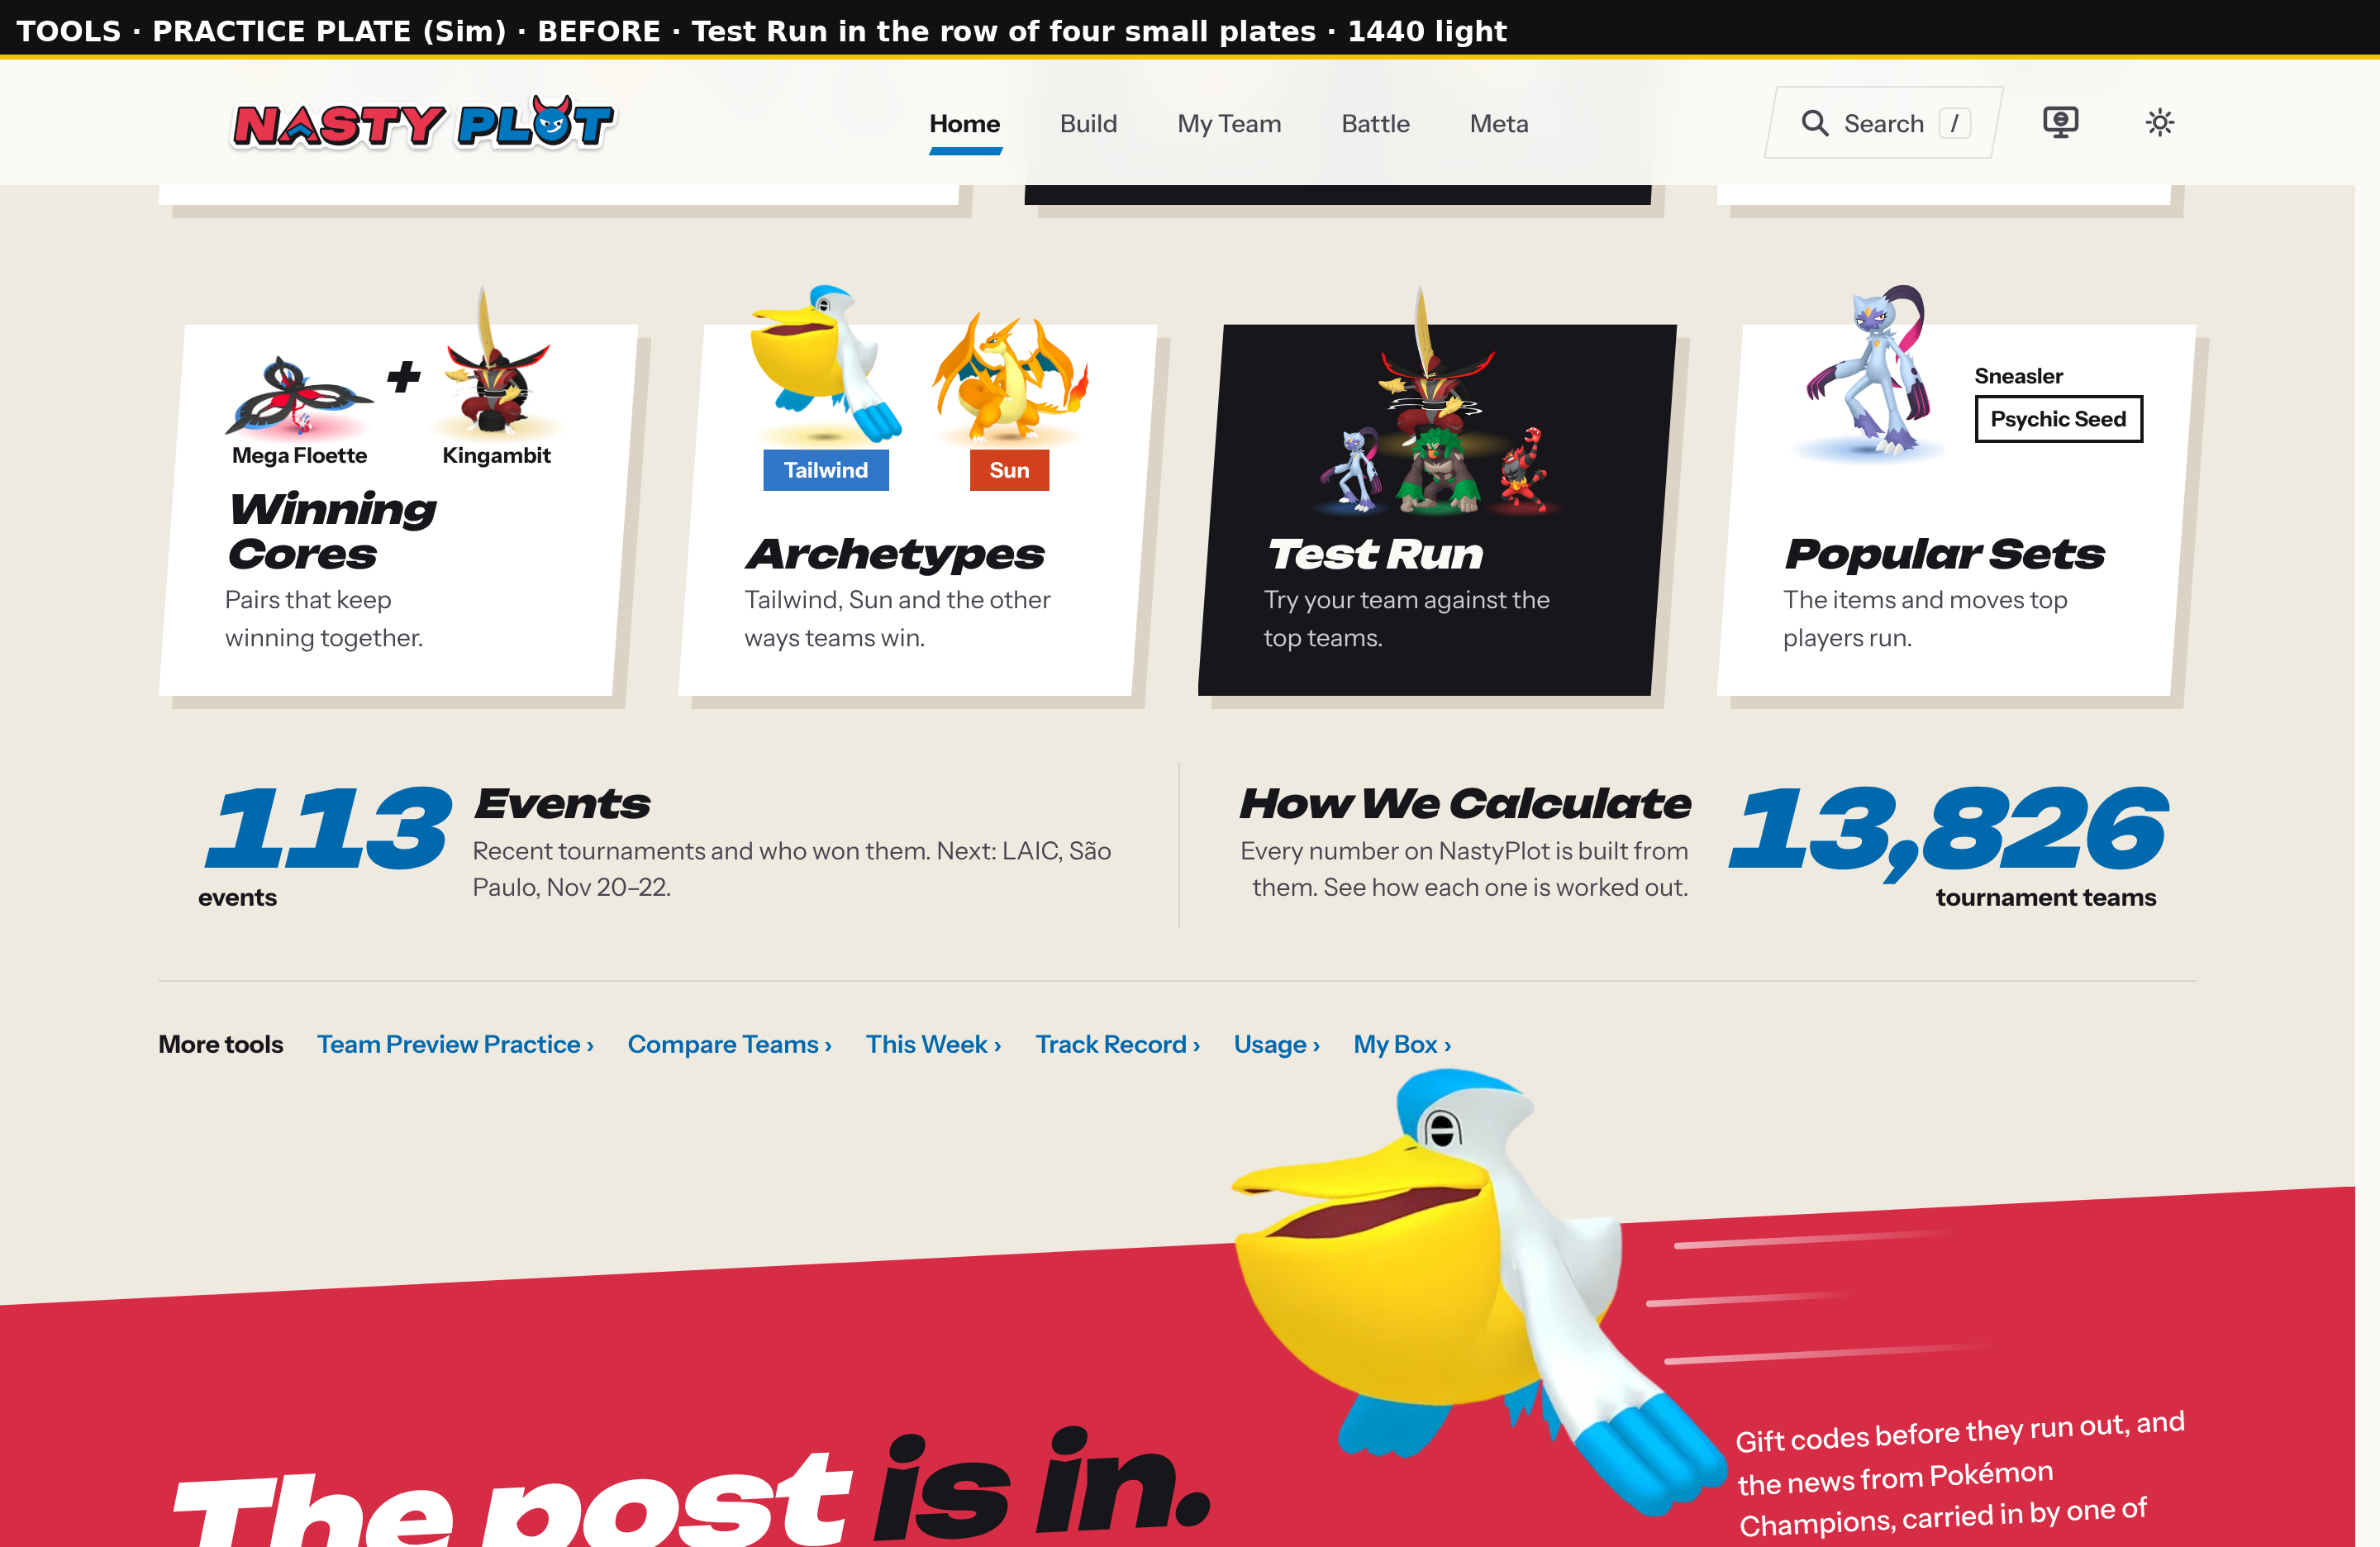 TOOLS · PRACTICE PLATE (Sim) · BEFORE · Test Run in the row of four small plates · 1440 light
NASTY PLOT
Home
Build
My Team
Battle
Meta
Search /
Mega Floette
+
Kingambit
Winning
Cores
Pairs that keep
winning together.
Tailwind
Sun
Archetypes
Tailwind, Sun and the other
ways teams win.
Test Run
Try your team against the
top teams.
Sneasler
Psychic Seed
Popular Sets
The items and moves top
players run.
113
events
Events
Recent tournaments and who won them. Next: LAIC, São
Paulo, Nov 20–22.
How We Calculate
Every number on NastyPlot is built from
them. See how each one is worked out.
13,826
tournament teams
More tools
Team Preview Practice ›
Compare Teams ›
This Week ›
Track Record ›
Usage ›
My Box ›
The post is in.
Gift codes before they run out, and
the news from Pokémon
Champions, carried in by one of